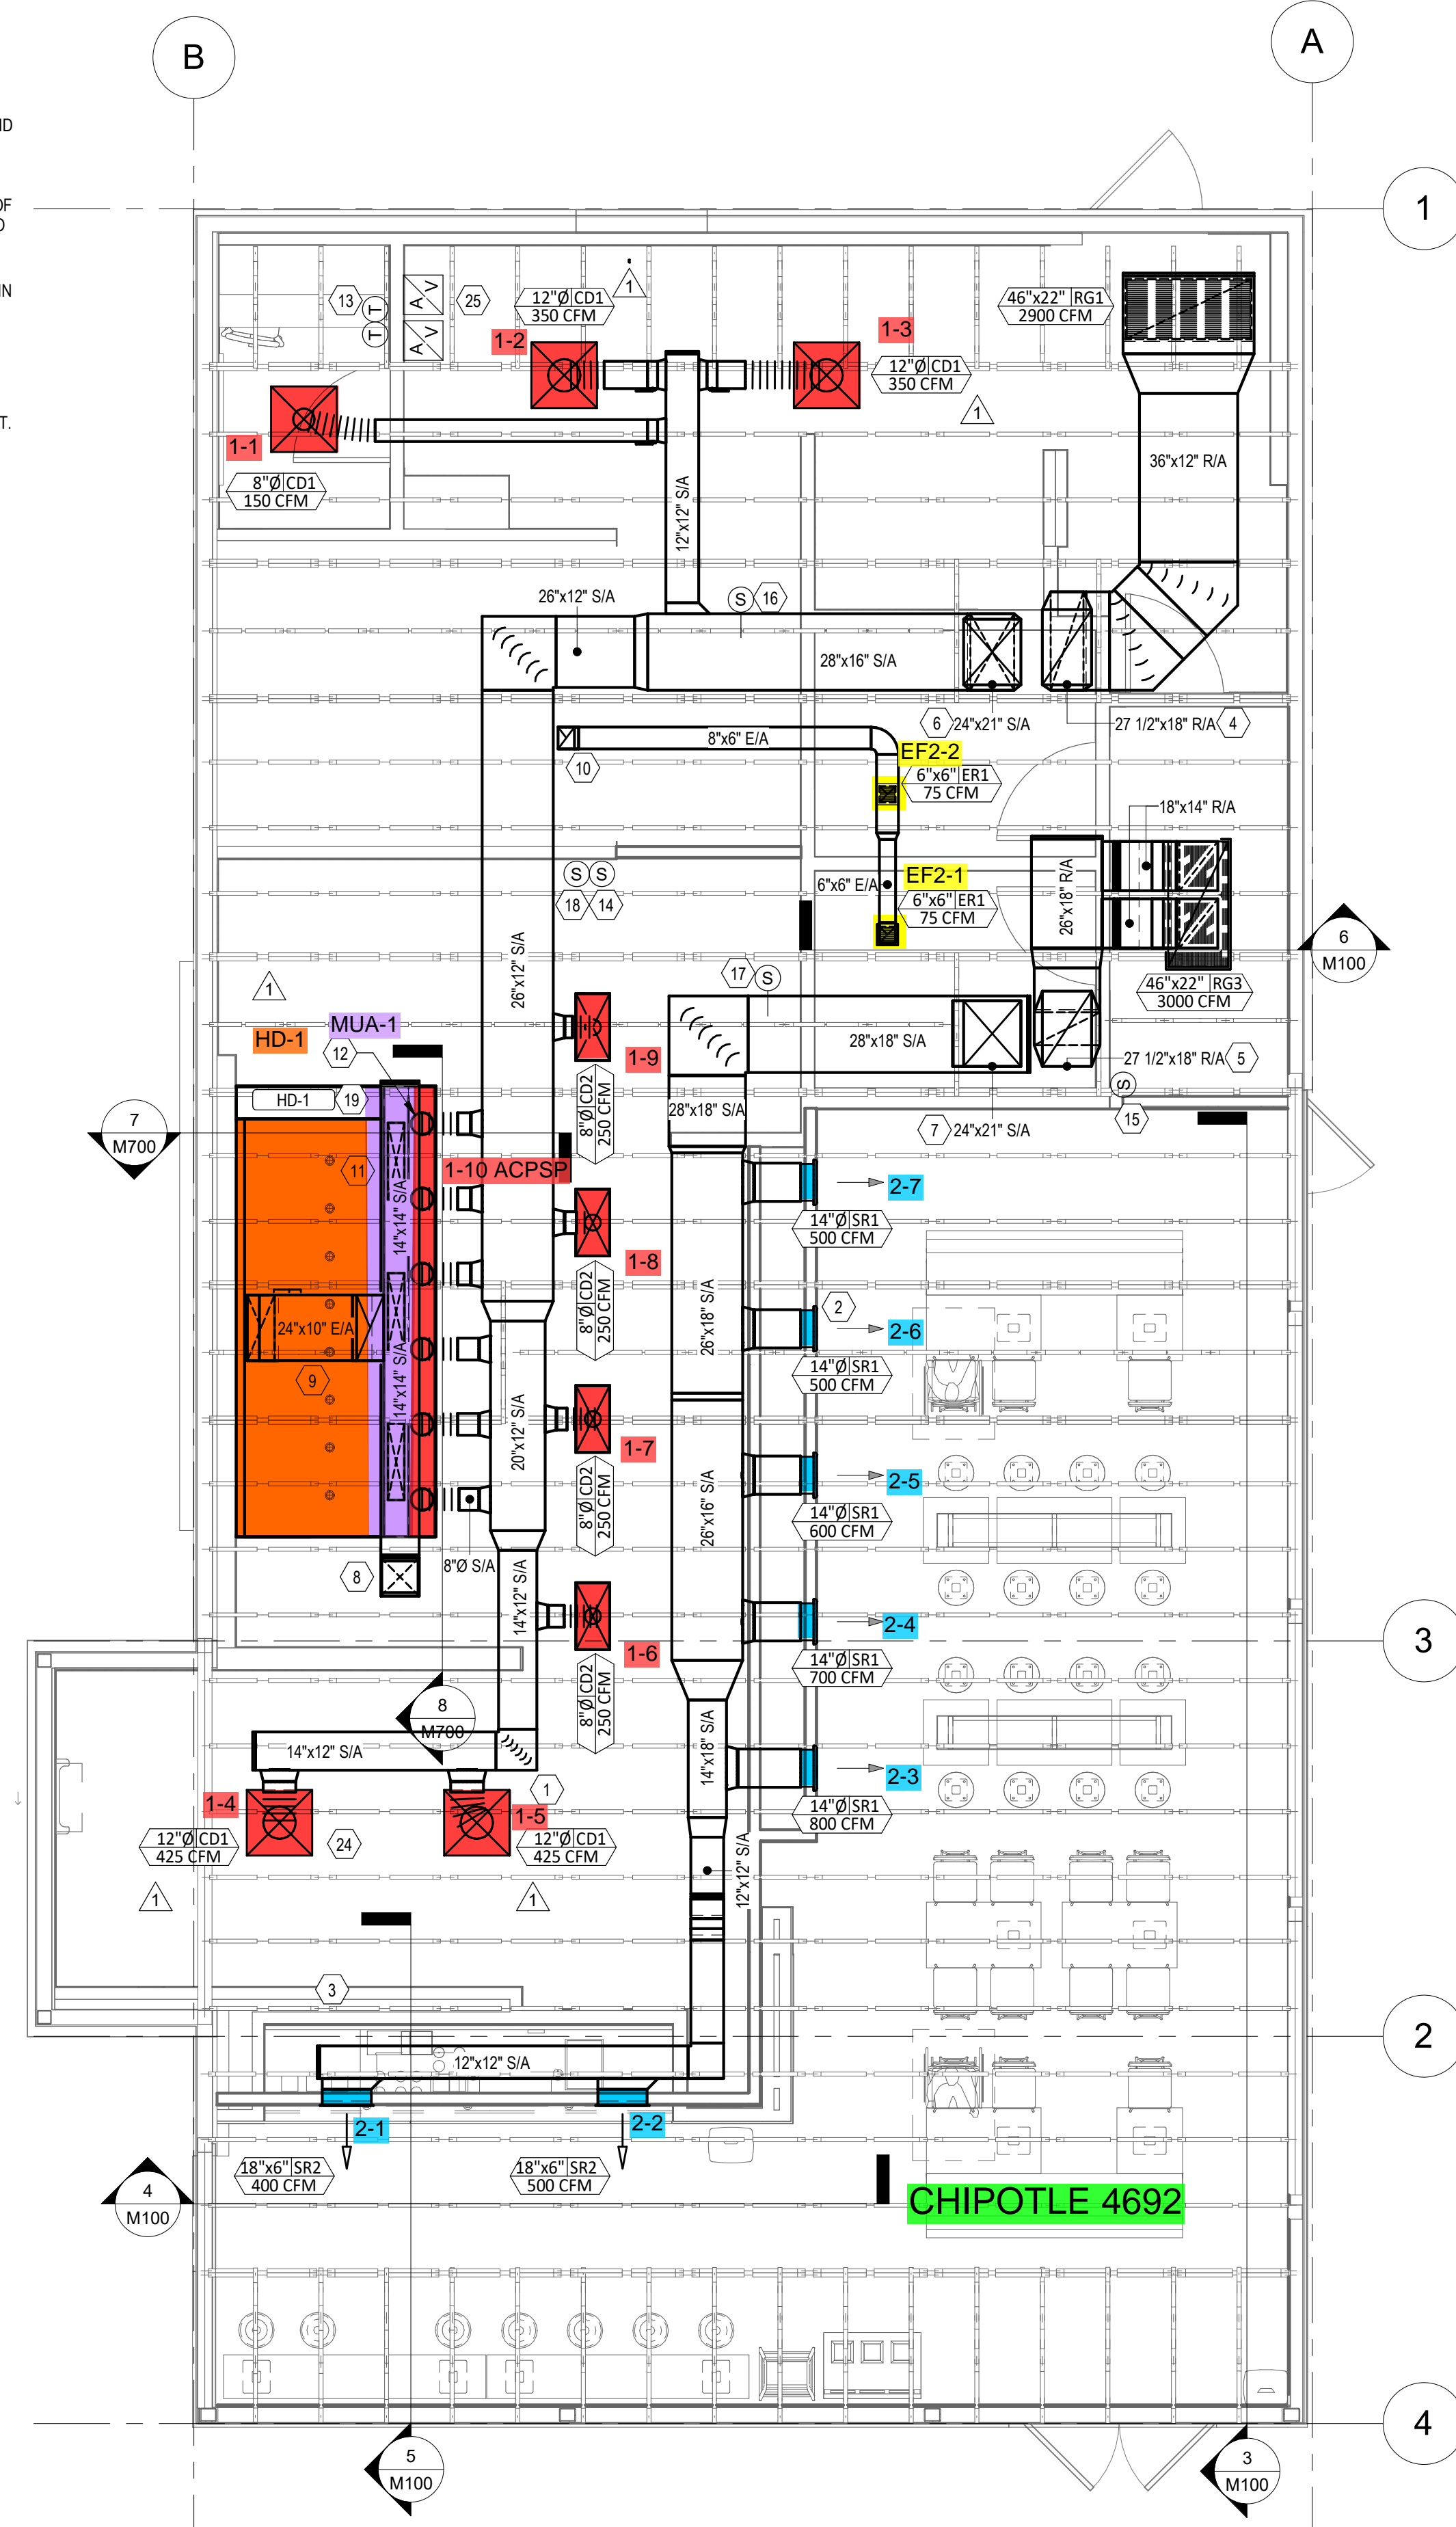 B
A
ID
OF
D
1
IN
T.
13
T
T
A V
A V
25
12"Ø CD1
350 CFM
1
46"x22" RG1
2900 CFM
1-2
1-3
12"Ø CD1
350 CFM
1
1-1
8"Ø CD1
150 CFM
36"x12" R/A
12"x12" S/A
26"x12" S/A
S
16
28"x16" S/A
6
24"x21" S/A
27 1/2"x18" R/A
4
8"x6" E/A
EF2-2
10
6"x6" ER1
75 CFM
18"x14" R/A
S
S
18
14
6"x6" E/A
EF2-1
6"x6" ER1
75 CFM
26"x18" R/A
6
M100
26"x12" S/A
17
S
46"x22" RG3
3000 CFM
1
HD-1
MUA-1
12
1-9
28"x18" S/A
27 1/2"x18" R/A
5
S
HD-1
19
8"Ø CD2
250 CFM
28"x18" S/A
7
M700
7
24"x21" S/A
15
11
1-10 ACPSP
14"x14" S/A
2-7
14"Ø SR1
500 CFM
1-8
8"Ø CD2
250 CFM
26"x18" S/A
2
2-6
24"x10" E/A
9
14"x14" S/A
14"Ø SR1
500 CFM
20"x12" S/A
1-7
8"Ø CD2
250 CFM
26"x16" S/A
2-5
14"Ø SR1
600 CFM
8
8"Ø S/A
14"x12" S/A
1-6
8"Ø CD2
250 CFM
2-4
14"Ø SR1
700 CFM
3
8
M700
14"x12" S/A
14"x18" S/A
2-3
1
14"Ø SR1
800 CFM
1-4
1-5
12"Ø CD1
425 CFM
24
12"Ø CD1
425 CFM
12"x12" S/A
1
1
3
2
12"x12" S/A
2-1
2-2
18"x6" SR2
400 CFM
18"x6" SR2
500 CFM
4
M100
CHIPOTLE 4692
4
5
M100
3
M100